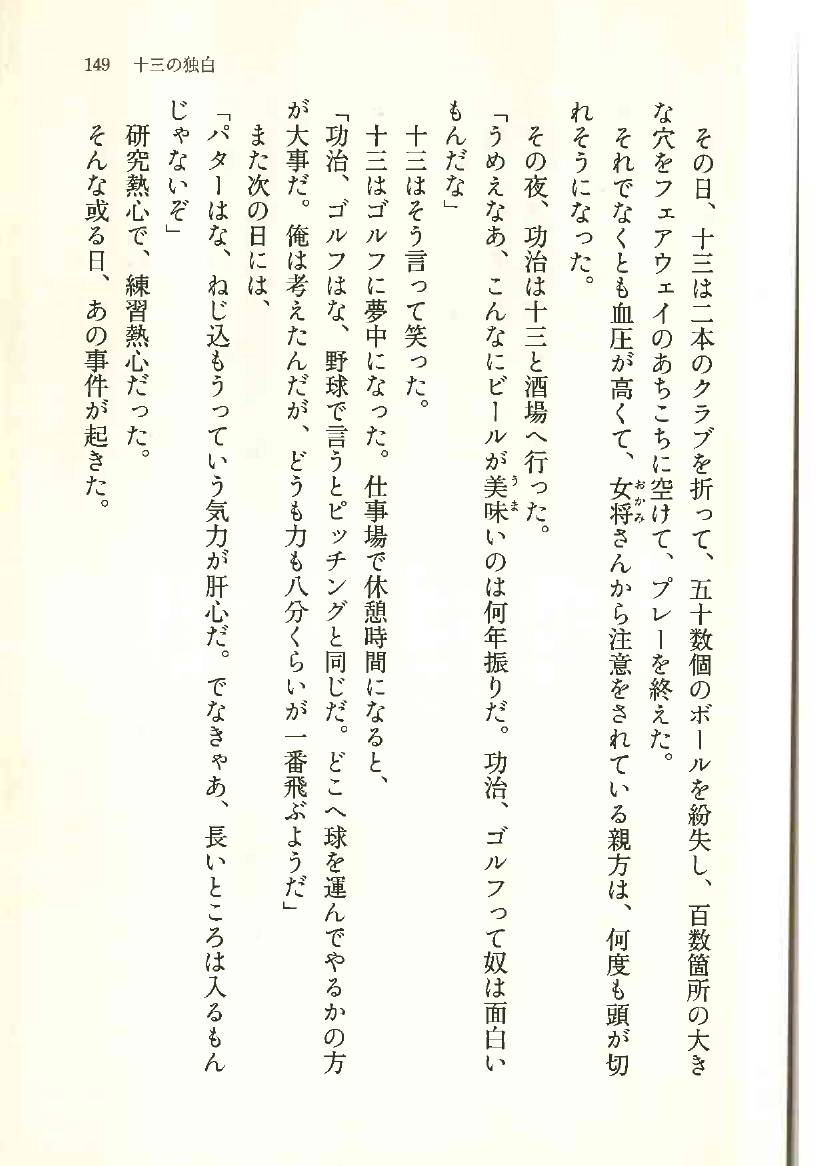 149 十三の独白
その日、十三は二本のクラブを折って、五十数個のボールを紛失し、百数箇所の大き
な穴をフェアウェイのあちこちに空けて、プレーを終えた。
それでなくとも血圧が高くて、女将さんから注意をされている親方は、何度も頭が切
れそうになった。
その夜、功治は十三と酒場へ行った。
「うめえなあ、こんなにビールが美味いのは何年振りだ。功治、ゴルフって奴は面白い
もんだな」
十三はそう言って笑った。
十三はゴルフに夢中になった。仕事場で休憩時間になると、
「功治、ゴルフはな、野球で言うとピッチングと同じだ。どこへ球を運んでやるかの方
が大事だ。俺は考えたんだが、どうも力も八分くらいが一番飛ぶようだ」
また次の日には、
「パターはな、ねじ込もうっていう気力が肝心だ。でなきゃあ、長いところは入るもん
じゃないぞ」
研究熱心で、練習熱心だった。
そんな或る日、あの事件が起きた。